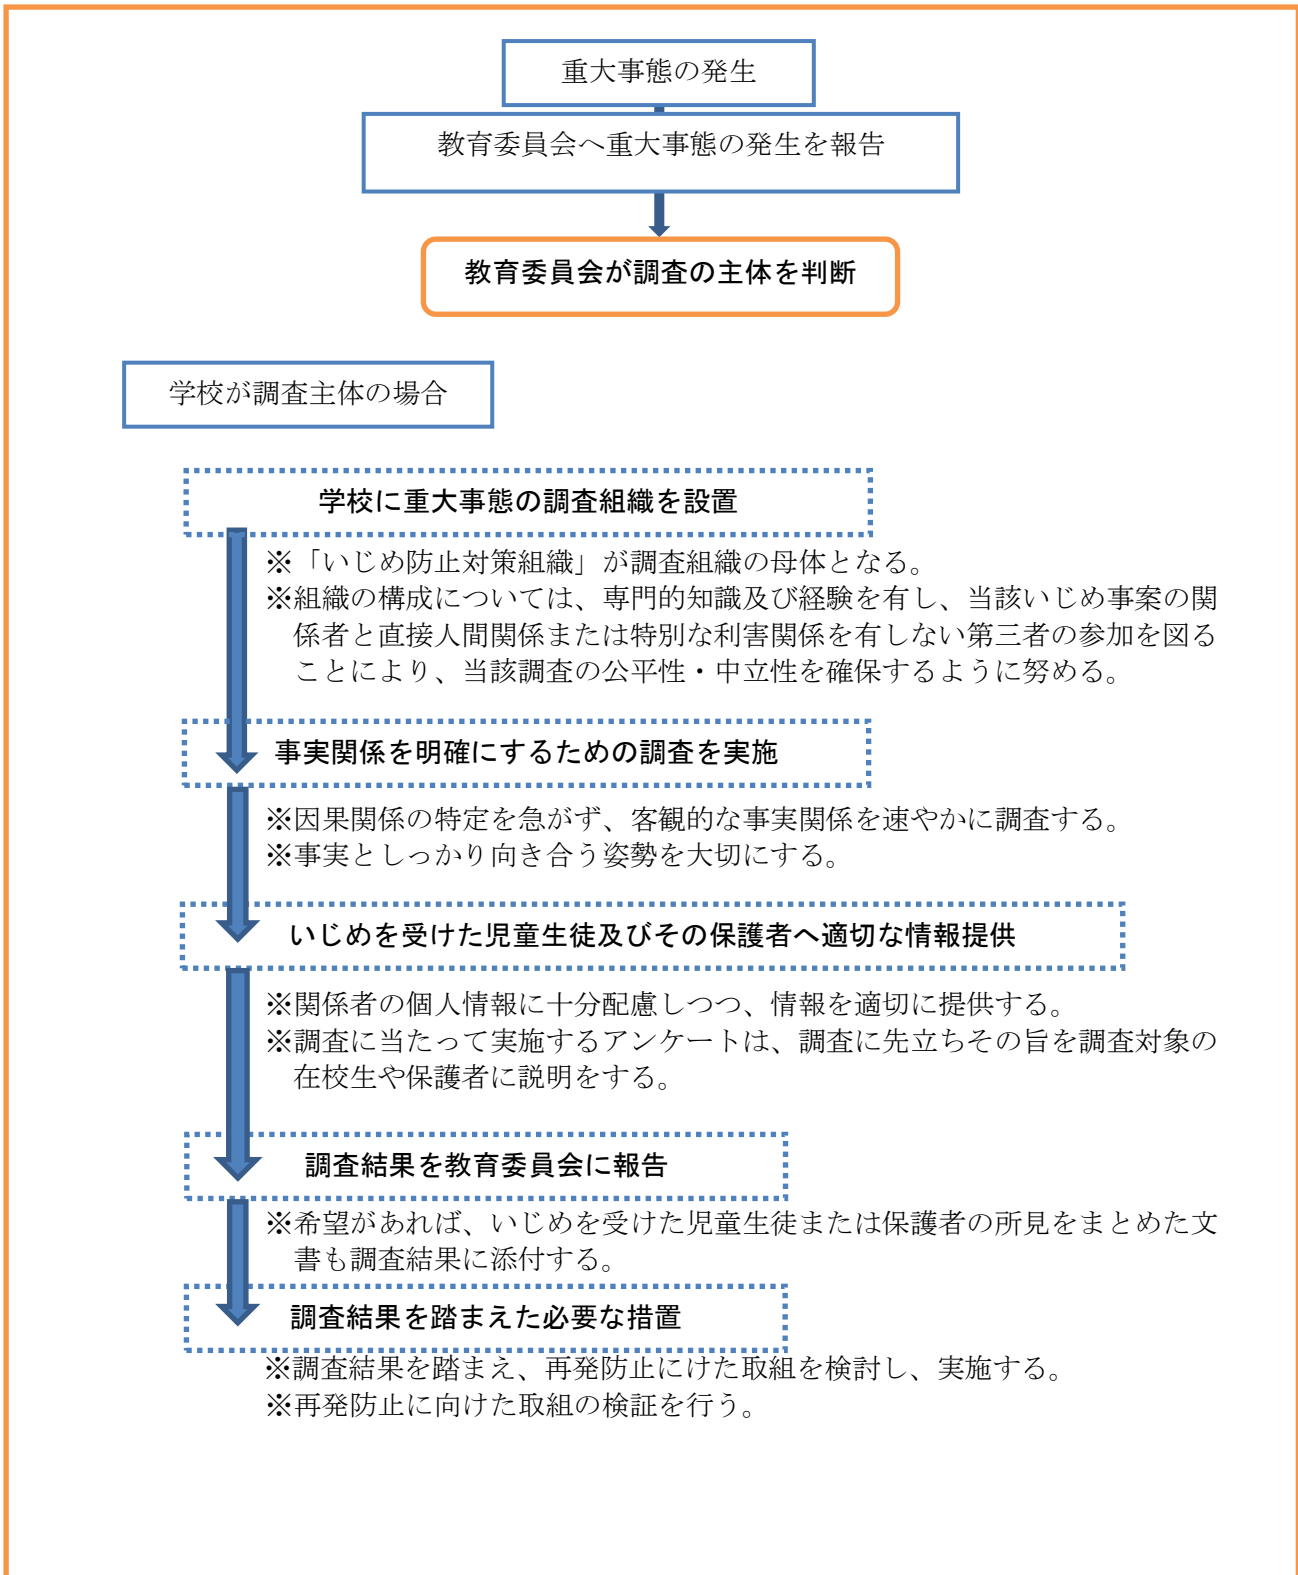 重大事態の発生
教育委員会へ重大事態の発生を報告
教育委員会が調査の主体を判断
学校が調査主体の場合
学校に重大事態の調査組織を設置
※「いじめ防止対策組織」が調査組織の母体となる。
※組織の構成については、専門的知識及び経験を有し、当該いじめ事案の関
係者と直接人間関係または特別な利害関係を有しない第三者の参加を図る
ことにより、当該調査の公平性・中立性を確保するように努める。
事実関係を明確にするための調査を実施
※因果関係の特定を急がず、客観的な事実関係を速やかに調査する。
※事実としっかり向き合う姿勢を大切にする。
いじめを受けた児童生徒及びその保護者へ適切な情報提供
※関係者の個人情報に十分配慮しつつ、情報を適切に提供する。
※調査に当たって実施するアンケートは、調査に先立ちその旨を調査対象の
在校生や保護者に説明をする。
調査結果を教育委員会に報告
※希望があれば、いじめを受けた児童生徒または保護者の所見をまとめた文
書も調査結果に添付する。
調査結果を踏まえた必要な措置
※調査結果を踏まえ、再発防止にけた取組を検討し、実施する。
※再発防止に向けた取組の検証を行う。